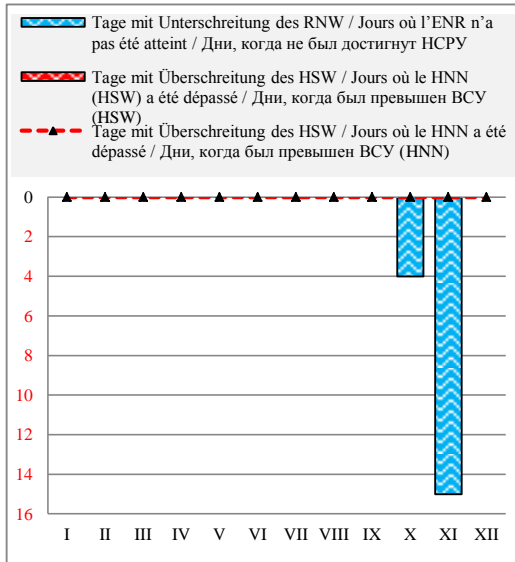 Tage mit Unterschreitung des RNW / Jours où l’ENR n’a
pas été atteint / Дни, когда не был достигнут НСРУ
Tage mit Überschreitung des HSW / Jours où le HNN
(HSW) a été dépassé / Дни, когда был превышен ВСУ
(HSW)
Tage mit Überschreitung des HSW / Jours où le HNN a été
dépassé / Дни, когда был превышен ВСУ (HNN)
0
2
4
6
8
10
12
14
16
I II III IV V VI VII VIII IX X XI XII